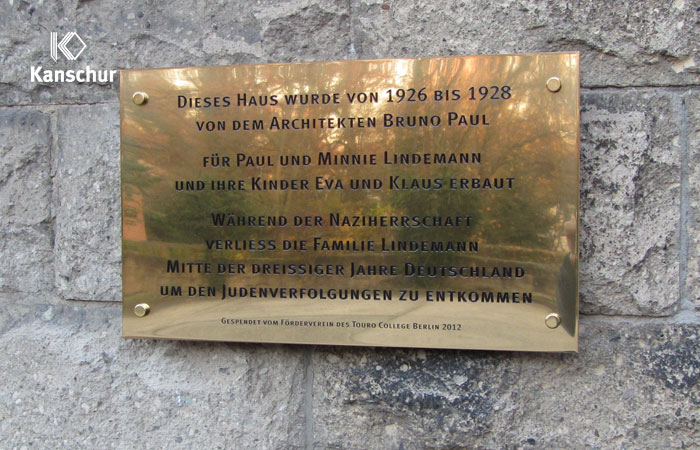 Kanschur
Dieses Haus wurde von 1926 bis 1928
von dem Architekten Bruno Paul
für Paul und Minnie Lindemann
und ihre Kinder Eva und Klaus erbaut
Während der Naziherrschaft
verliess die Familie Lindemann
Mitte der dreissiger Jahre Deutschland
um den Judenverfolgungen zu entkommen
Gespendet vom Förderverein des Touro College Berlin 2012